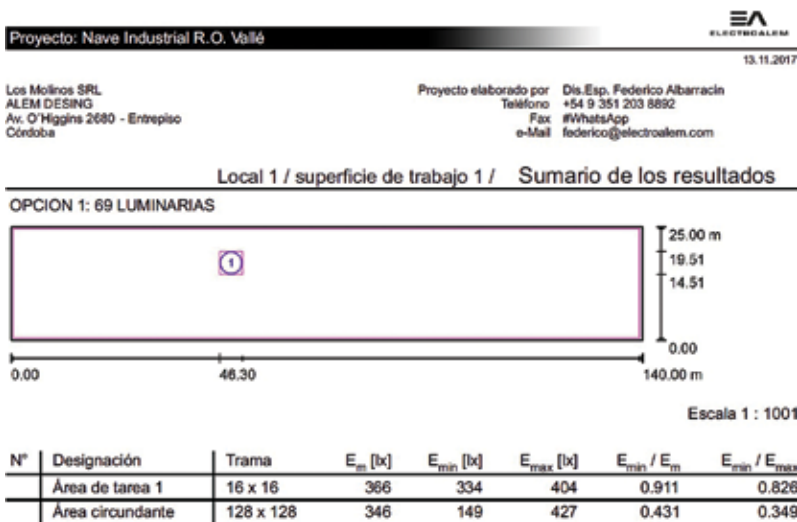 EA
ELECTROALEM
Proyecto: Nave Industrial R.O. Vallé
13.11.2017
Los Molinos SRL
ALEM DESING
Av. O'Higgins 2680 - Entrepiso
Córdoba
Proyecto elaborado por Dis.Esp. Federico Albarracin
Teléfono +54 9 351 203 8892
Fax #WhatsApp
e-Mail federico@electroalem.com
Local 1 / superficie de trabajo 1 / Sumario de los resultados
OPCION 1: 69 LUMINARIAS
25.00 m
19.51
14.51
1
0.00
0.00 46.30 140.00 m
Escala 1 : 1001
N° Designación Trama Em [lx] Emin [lx] Emax [lx] Emin / Em Emin / Emax
Área de tarea 1 16 x 16 366 334 404 0.911 0.826
Área circundante 128 x 128 346 149 427 0.431 0.349